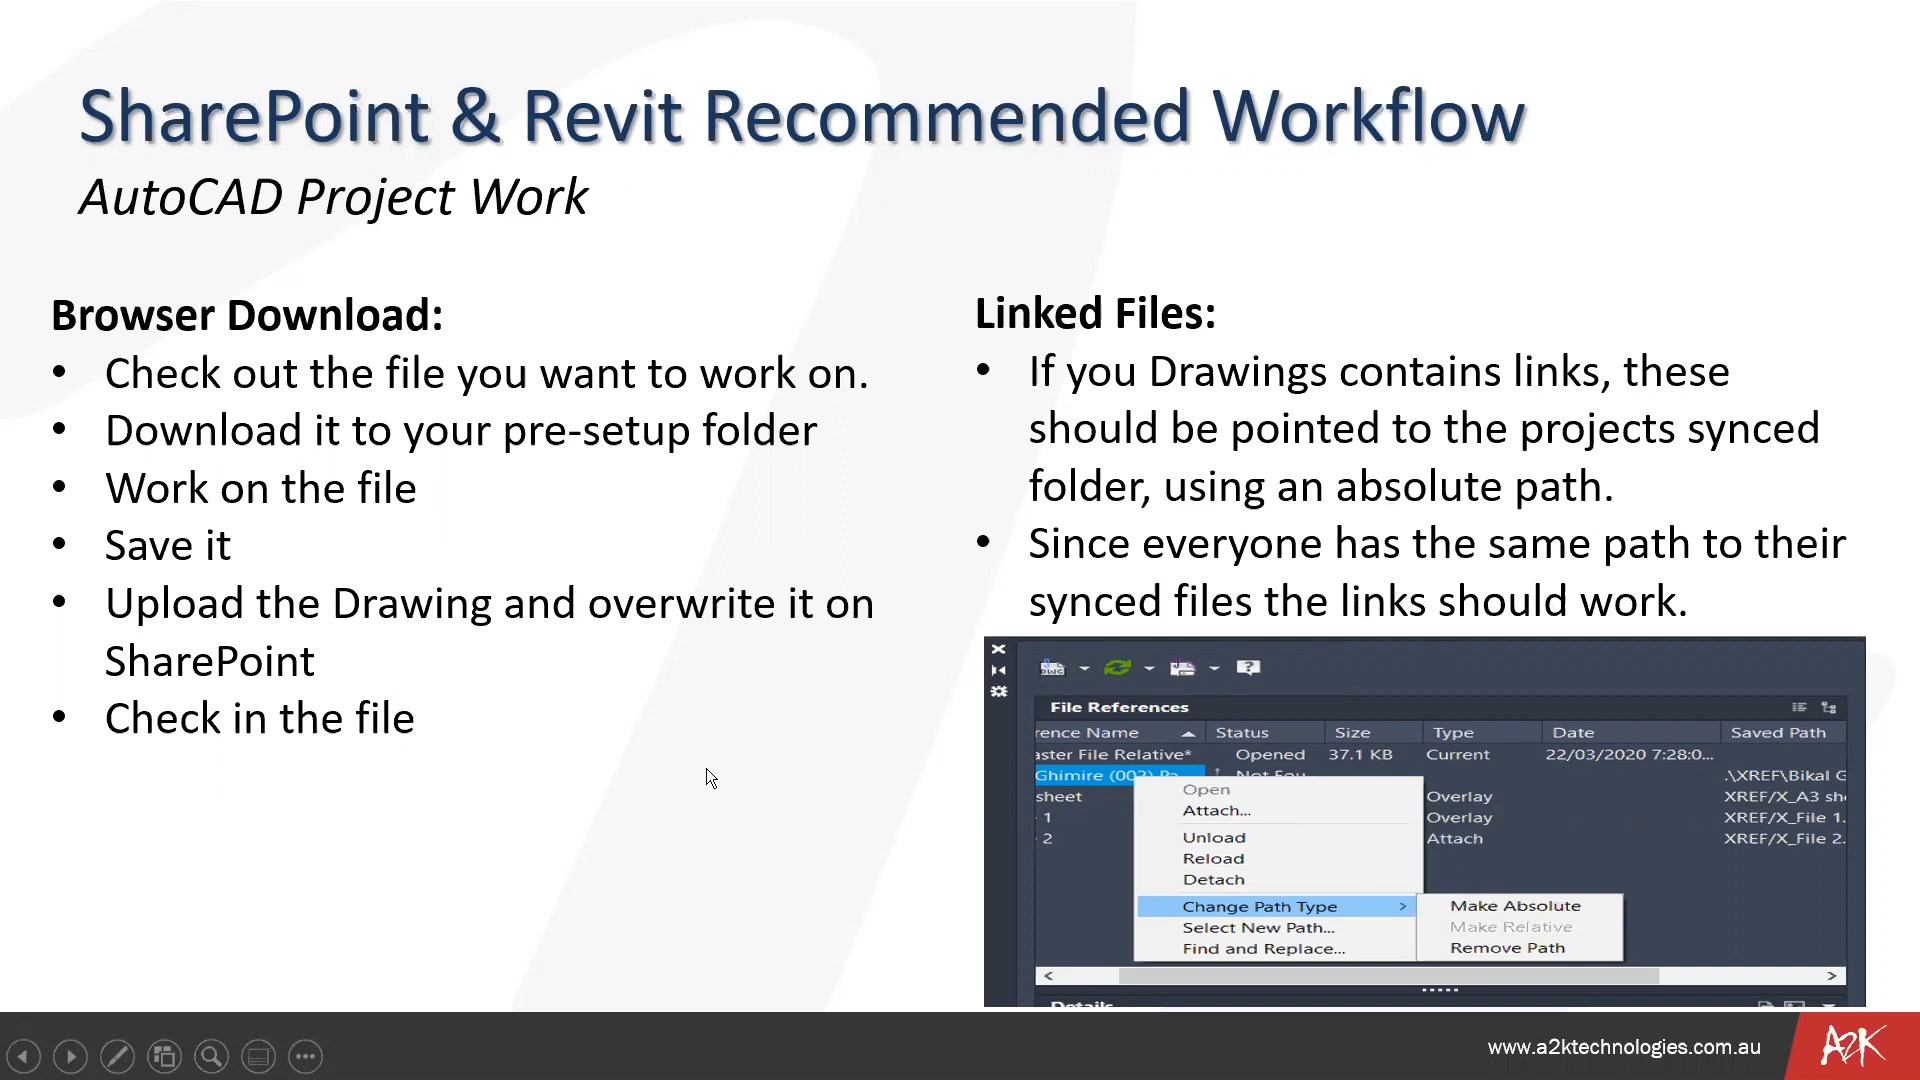 SharePoint & Revit Recommended Workflow
AutoCAD Project Work
Browser Download:
• Check out the file you want to work on.
• Download it to your pre-setup folder
• Work on the file
• Save it
• Upload the Drawing and overwrite it on
SharePoint
• Check in the file
Linked Files:
• If you Drawings contains links, these
should be pointed to the projects synced
folder, using an absolute path.
• Since everyone has the same path to their
synced files the links should work.
File References
rence Name Status Size Type Date Saved Path
aster File Relative* Opened 37.1 KB Current 22/03/2020 7:28:0...
Ghimire (002) Pa Not Fou .\XREF\Bikal G
sheet Overlay XREF/X_A3 sh
1 Overlay XREF/X_File 1.
2 Attach XREF/X_File 2.
Open
Attach...
Unload
Reload
Detach
Change Path Type >
Select New Path...
Find and Replace...
Make Absolute
Make Relative
Remove Path
Details
www.a2ktechnologies.com.au
A2K